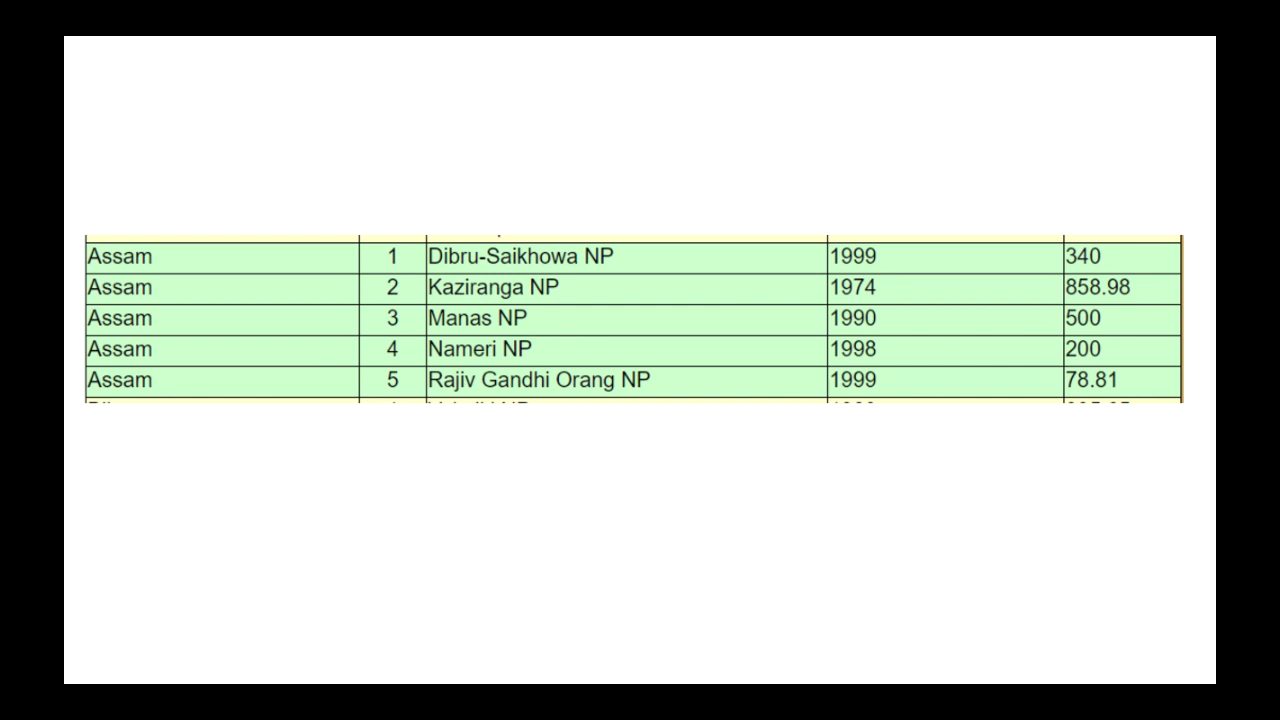 Assam 1 Dibru-Saikhowa NP 1999 340
Assam 2 Kaziranga NP 1974 858.98
Assam 3 Manas NP 1990 500
Assam 4 Nameri NP 1998 200
Assam 5 Rajiv Gandhi Orang NP 1999 78.81